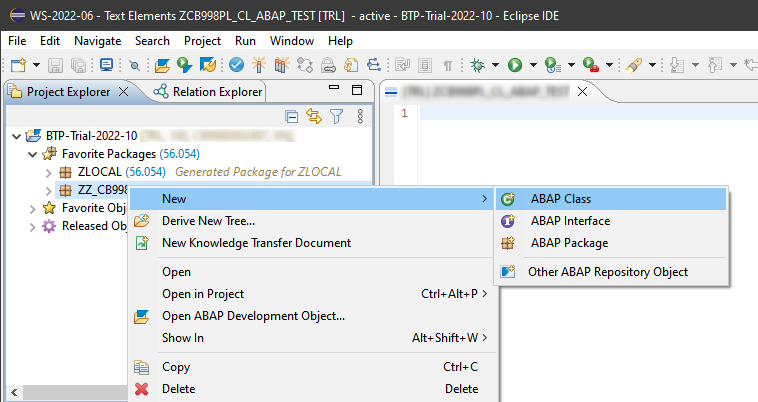 WS-2022-06 - Text Elements ZCB998PL_CL_ABAP_TEST [TRL] - active - BTP-Trial-2022-10 - Eclipse IDE
File Edit Navigate Search Project Run Window Help
Project Explorer Relation Explorer
1
BTP-Trial-2022-10
Favorite Packages (56.054)
ZLOCAL (56.054) Generated Package for ZLOCAL
ZZ_CB998
Favorite Obj
Released Ob
New
Derive New Tree...
New Knowledge Transfer Document
Open
Open in Project Ctrl+Alt+P
Open ABAP Development Object...
Show In Alt+Shift+W
Copy Ctrl+C
Delete Delete
ABAP Class
ABAP Interface
ABAP Package
Other ABAP Repository Object